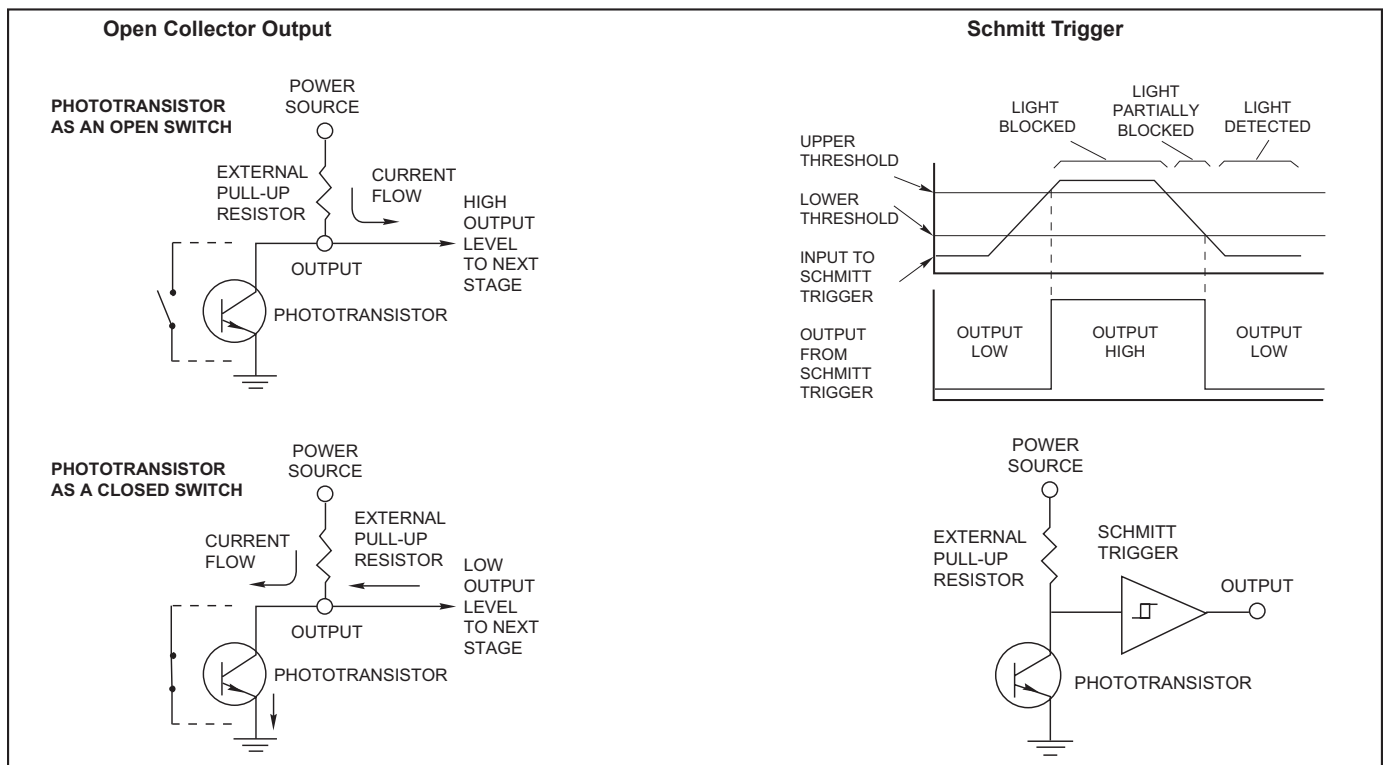 Open Collector Output
PHOTOTRANSISTOR
AS AN OPEN SWITCH
POWER
SOURCE
EXTERNAL
PULL-UP
RESISTOR
CURRENT
FLOW
HIGH
OUTPUT
LEVEL
TO NEXT
STAGE
OUTPUT
PHOTOTRANSISTOR
PHOTOTRANSISTOR
AS A CLOSED SWITCH
POWER
SOURCE
CURRENT
FLOW
EXTERNAL
PULL-UP
RESISTOR
LOW
OUTPUT
LEVEL
TO NEXT
STAGE
OUTPUT
PHOTOTRANSISTOR
Schmitt Trigger
LIGHT
BLOCKED
LIGHT
PARTIALLY
BLOCKED
LIGHT
DETECTED
UPPER
THRESHOLD
LOWER
THRESHOLD
INPUT TO
SCHMITT
TRIGGER
OUTPUT
FROM
SCHMITT
TRIGGER
OUTPUT
LOW
OUTPUT
HIGH
OUTPUT
LOW
POWER
SOURCE
EXTERNAL
PULL-UP
RESISTOR
SCHMITT
TRIGGER
OUTPUT
PHOTOTRANSISTOR